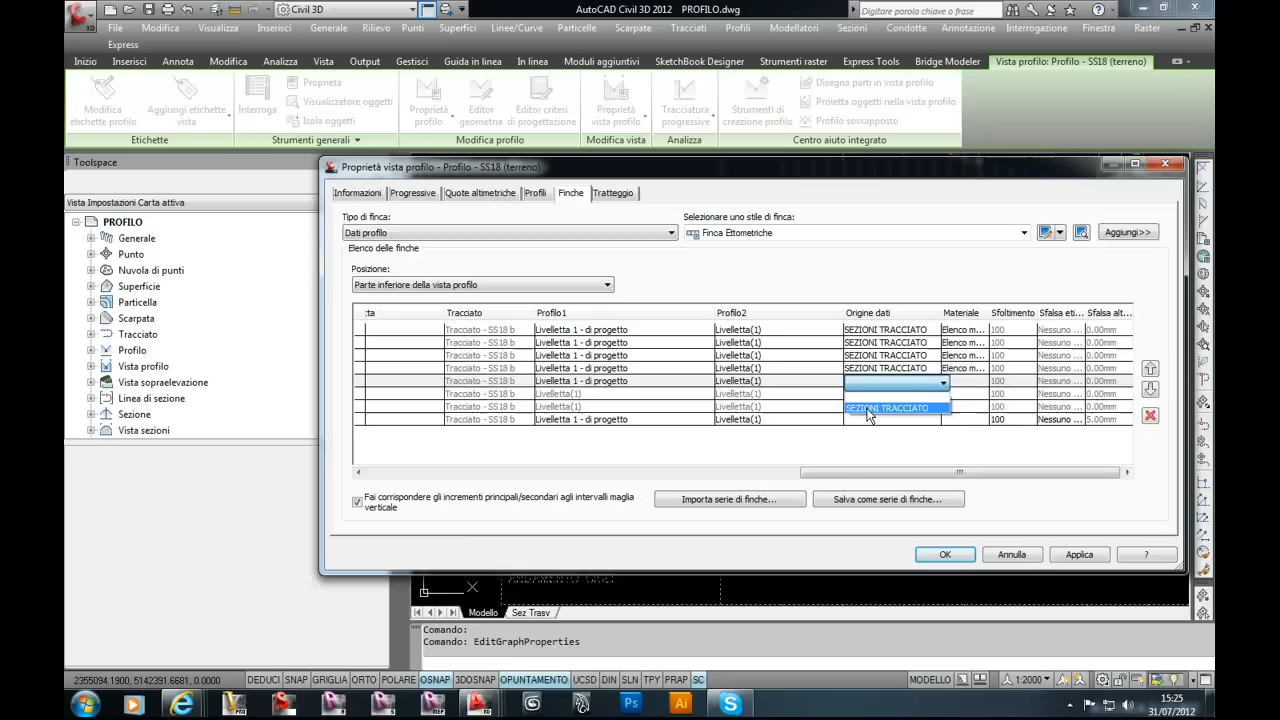 Civil 3D
AutoCAD Civil 3D 2012 PROFILO.dwg
Digitare parola chiave o frase
File Modifica Visualizza Inserisci Generale Rilievo Punti Superfici Linee/Curve Particelle Scarpate Tracciati Profili Modellatori Sezioni Condotte Annotazione Interrogazione Finestra Raster
Express
Inizio Inserisci Annota Modifica Analizza Vista Output Gestisci Guida in linea In linea Moduli aggiuntivi SketchBook Designer Strumenti raster Express Tools Bridge Modeler Vista profilo: Profilo - SS18 (terreno)
Modifica etichette profilo
Aggiungi etichette vista
Interroga
Proprietà
Visualizzatore oggetti
Isola oggetti
Proprietà profilo
Editor geometria
Editor criteri di progettazione
Proprietà vista profilo
Tracciatura progressive
Strumenti di creazione profilo
Disegna parti in vista profilo
Proietta oggetti nella vista profilo
Profilo sovrapposto
Etichette Strumenti generali Modifica profilo Modifica vista Analizza Centro aiuto integrato
Toolspace
Vista Impostazioni Carta attiva
PROFILO
Generale
Punto
Nuvola di punti
Superficie
Particella
Scarpata
Tracciato
Profilo
Vista profilo
Vista sopraelevazione
Linea di sezione
Sezione
Vista sezioni
Proprietà vista profilo - Profilo - SS18 (terreno)
Informazioni Progressive Quote altimetriche Profili Finche Tratteggio
Tipo di finca: Selezionare uno stile di finca:
Dati profilo Finca Ettometriche Aggiungi>>
Elenco delle finche
Posizione:
Parte inferiore della vista profilo
:ta Tracciato Profilo1 Profilo2 Origine dati Materiale Sfoltimento Sfalsa eti... Sfalsa alt...
Tracciato - SS18 b Livelletta 1 - di progetto Livelletta(1) SEZIONI TRACCIATO Elenco m... 100 Nessuno ... 0.00mm
Tracciato - SS18 b Livelletta 1 - di progetto Livelletta(1) SEZIONI TRACCIATO Elenco m... 100 Nessuno ... 0.00mm
Tracciato - SS18 b Livelletta 1 - di progetto Livelletta(1) SEZIONI TRACCIATO Elenco m... 100 Nessuno ... 0.00mm
Tracciato - SS18 b Livelletta 1 - di progetto Livelletta(1) SEZIONI TRACCIATO Elenco m... 100 Nessuno ... 0.00mm
Tracciato - SS18 b Livelletta 1 - di progetto Livelletta(1) 100 Nessuno ... 0.00mm
Tracciato - SS18 b Livelletta(1) Livelletta(1) 100 Nessuno ... 0.00mm
Tracciato - SS18 b Livelletta(1) Livelletta(1) SEZIONI TRACCIATO 100 Nessuno ... 0.00mm
Tracciato - SS18 b Livelletta 1 - di progetto Livelletta(1) 100 Nessuno ... 5.00mm
Fai corrispondere gli incrementi principali/secondari agli intervalli maglia verticale
Importa serie di finche... Salva come serie di finche...
OK Annulla Applica ?
Modello Sez Trasv
Comando:
Comando: EditGraphProperties
2355094.1900, 5142391.6881, 0.0000 DEDUCI SNAP GRIGLIA ORTO POLARE OSNAP 3DOSNAP OPUNTAMENTO UCSD DIN SLN TPY PRAP SC MODELLO 1:2000
15:25
31/07/2012